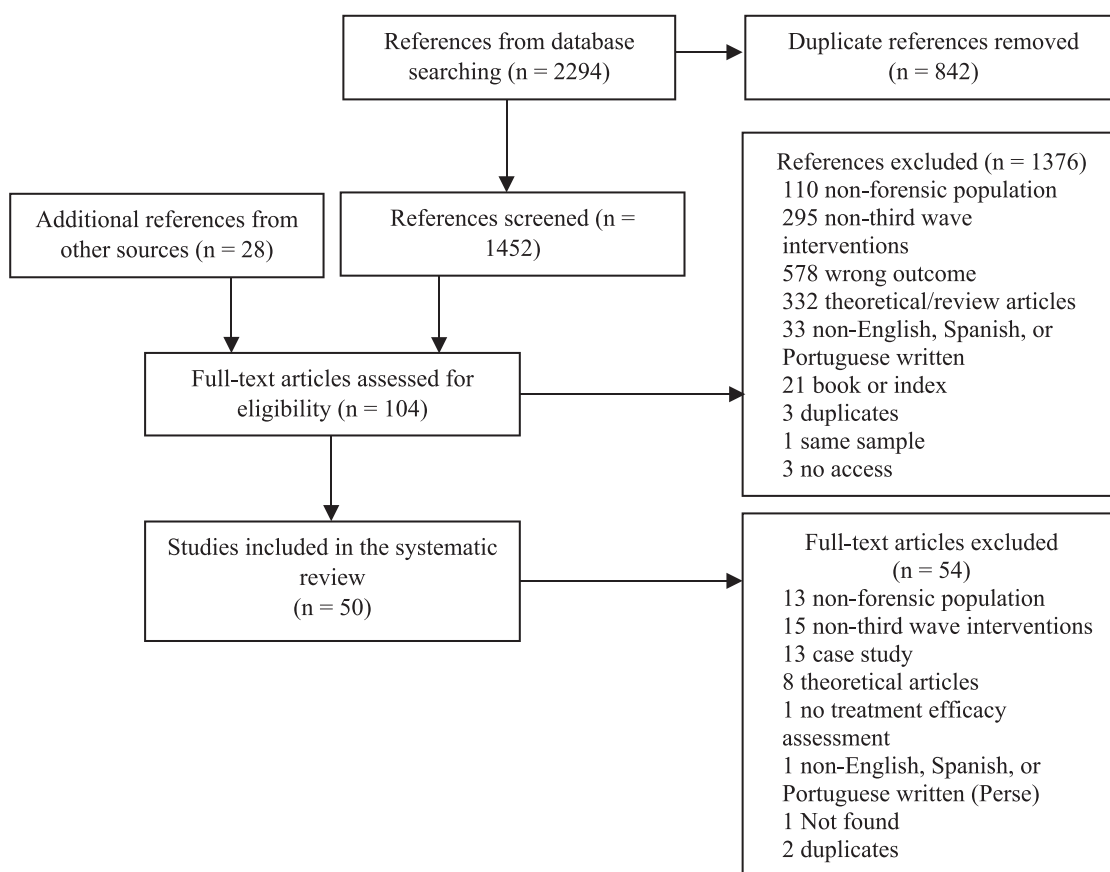 References from database
searching (n = 2294)
Duplicate references removed
(n = 842)
Additional references from
other sources (n = 28)
References screened (n =
1452)
References excluded (n = 1376)
110 non-forensic population
295 non-third wave
interventions
578 wrong outcome
332 theoretical/review articles
33 non-English, Spanish, or
Portuguese written
21 book or index
3 duplicates
1 same sample
3 no access
Full-text articles assessed for
eligibility (n = 104)
Studies included in the systematic
review
(n = 50)
Full-text articles excluded
(n = 54)
13 non-forensic population
15 non-third wave interventions
13 case study
8 theoretical articles
1 no treatment efficacy
assessment
1 non-English, Spanish, or
Portuguese written (Perse)
1 Not found
2 duplicates